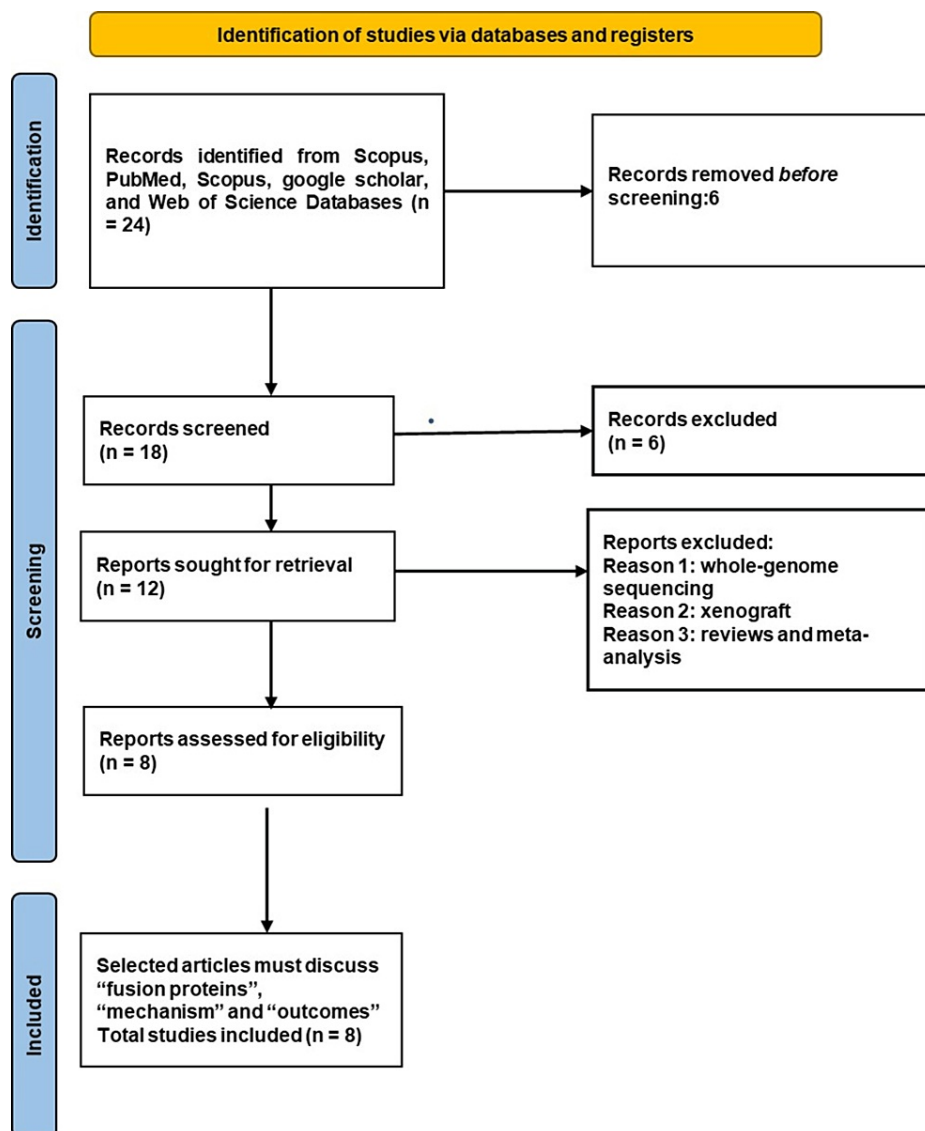 Identification of studies via databases and registers
Identification
Records identified from Scopus,
PubMed, Scopus, google scholar,
and Web of Science Databases (n
= 24)
Records removed before
screening:6
Screening
Records screened
(n = 18)
Records excluded
(n = 6)
Reports sought for retrieval
(n = 12)
Reports excluded:
Reason 1: whole-genome
sequencing
Reason 2: xenograft
Reason 3: reviews and meta-
analysis
Reports assessed for eligibility
(n = 8)
Included
Selected articles must discuss
“fusion proteins”,
“mechanism” and “outcomes”
Total studies included (n = 8)